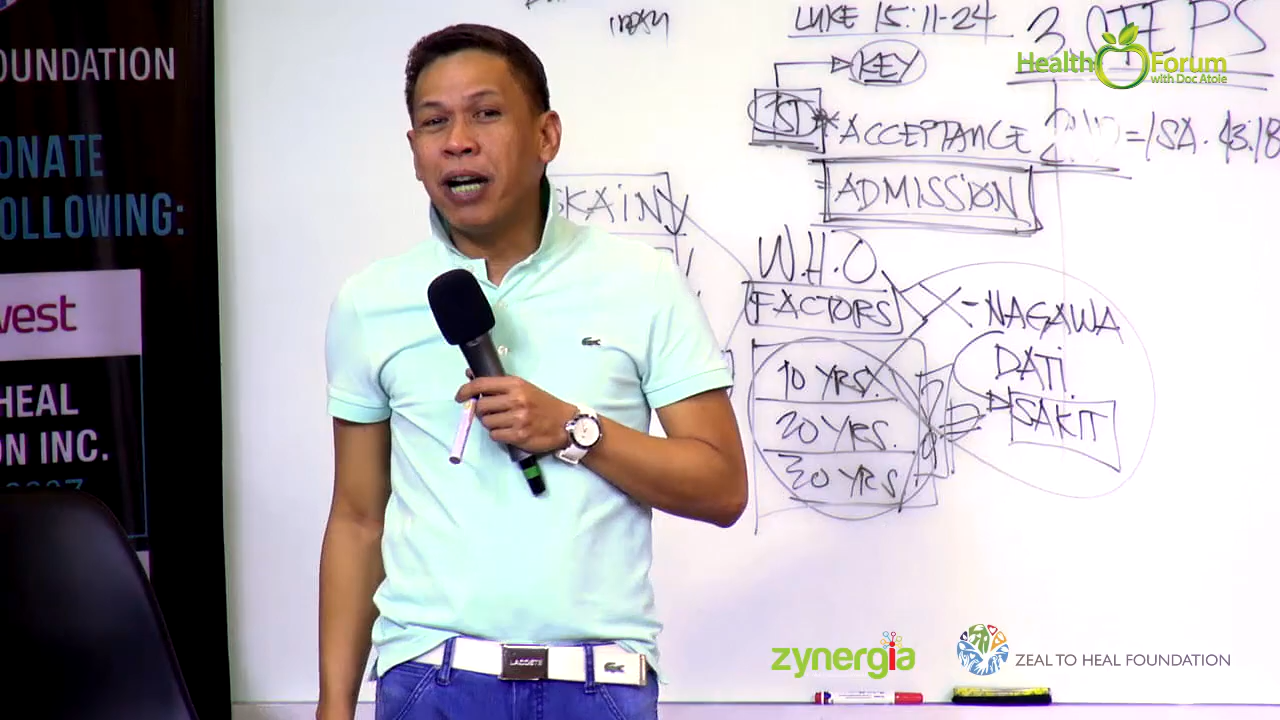 OUNDATION
ONATE
OLLOWING:
vest
HEAL
ON INC.
LUKE 15:11-24
3 STEPS
KEY
1ST
ACCEPTANCE
=ISA. 43:18
ADMISSION
KAIN
W.H.O.
FACTORS
- NAGAWA
DATI
SAKIT
10 YRS.
20 YRS.
30 YRS
Health Forum
with Doc Atoie
LACOSTE
zynergia
ZEAL TO HEAL FOUNDATION